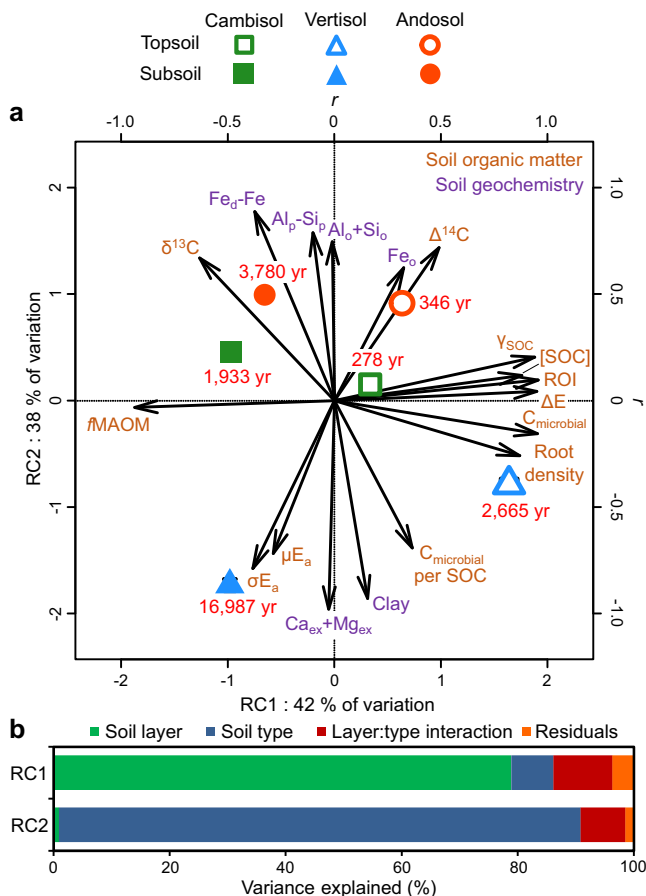 Cambisol Vertisol Andosol
Topsoil
Subsoil
a
r
-1.0 -0.5 0 0.5 1.0
Soil organic matter
Soil geochemistry
Fed-Fe
Alp-Sip
Alo+Sio
Δ14C
δ13C
Feo
3,780 yr
346 yr
γSOC
278 yr
[SOC]
1,933 yr
ROI
ΔE
fMAOM
Cmicrobial
Root
density
2,665 yr
μEa
σEa
Cmicrobial
per SOC
16,987 yr
Clay
Caex+Mgex
2
1
0
-1
-2
RC2 : 38 % of variation
1.0
0.5
0
r
-0.5
-1.0
-2 -1 0 1 2
RC1 : 42 % of variation
b
Soil layer Soil type Layer:type interaction Residuals
RC1
RC2
0 20 40 60 80 100
Variance explained (%)